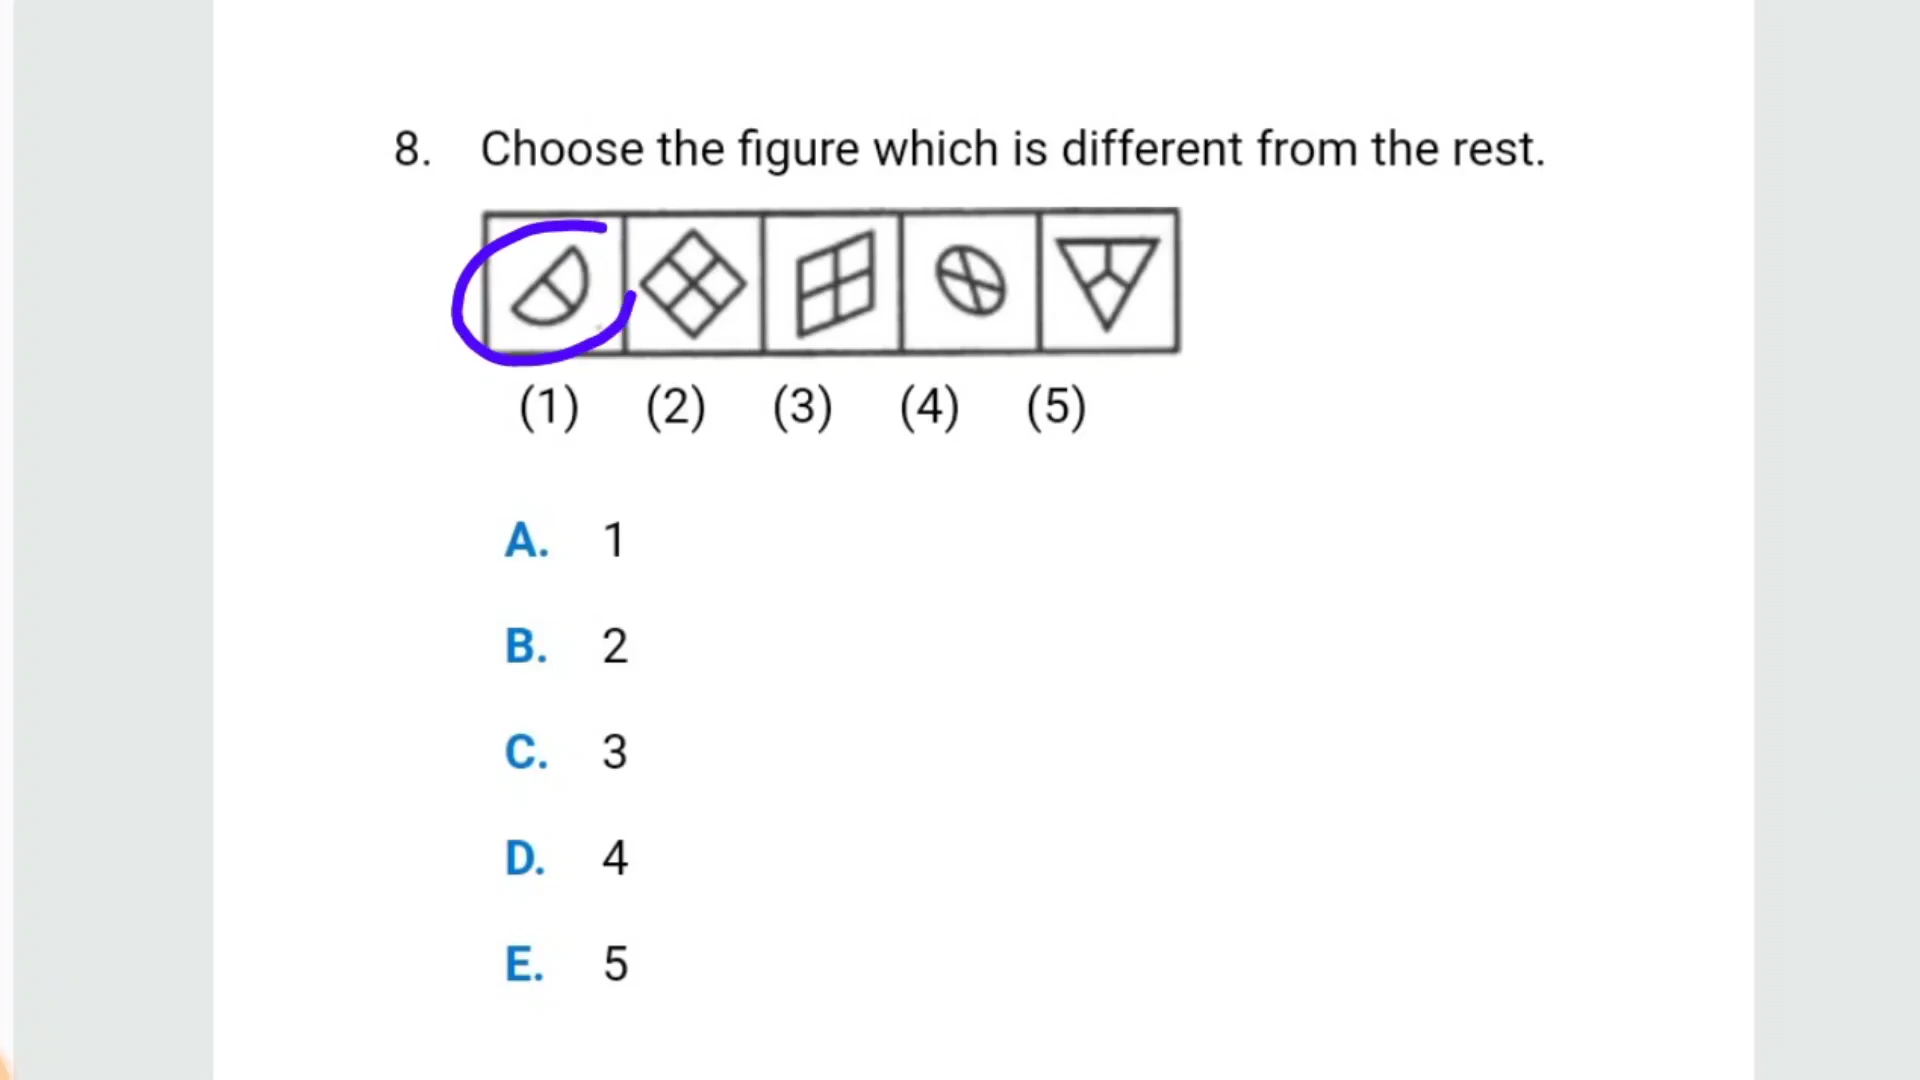 8. Choose the figure which is different from the rest.
(1) (2) (3) (4) (5)
A. 1
B. 2
C. 3
D. 4
E. 5